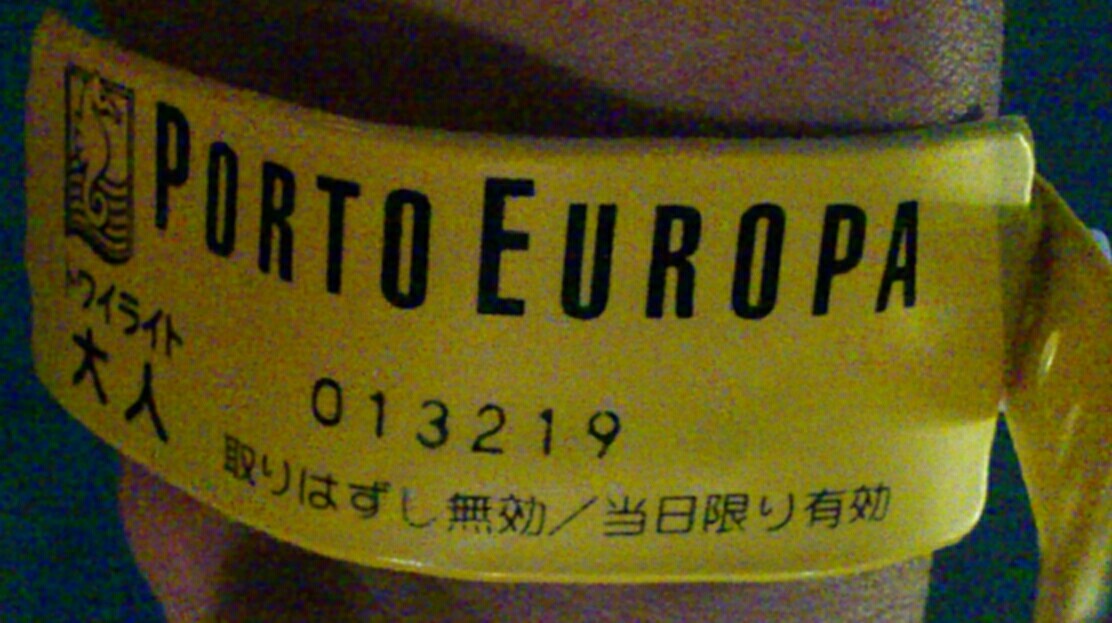 PORTO EUROPA
トワイライト
大人
013219
取りはずし無効／当日限り有効